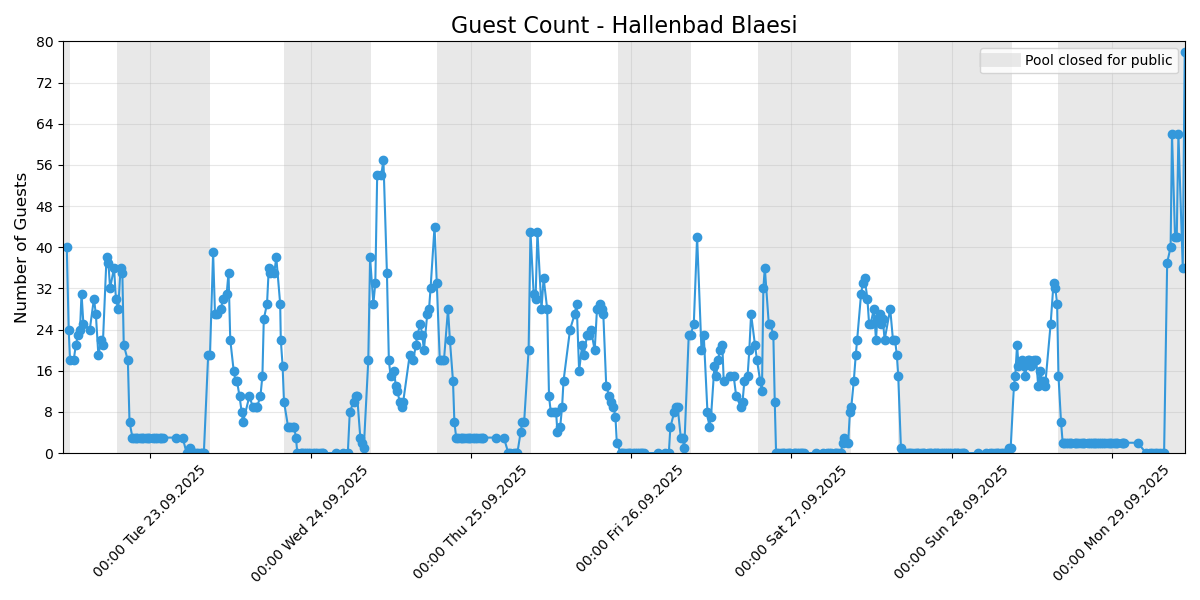 Guest Count - Hallenbad Blaesi
Pool closed for public
Number of Guests
80
72
64
56
48
40
32
24
16
8
0
00:00 Tue 23.09.2025
00:00 Wed 24.09.2025
00:00 Thu 25.09.2025
00:00 Fri 26.09.2025
00:00 Sat 27.09.2025
00:00 Sun 28.09.2025
00:00 Mon 29.09.2025